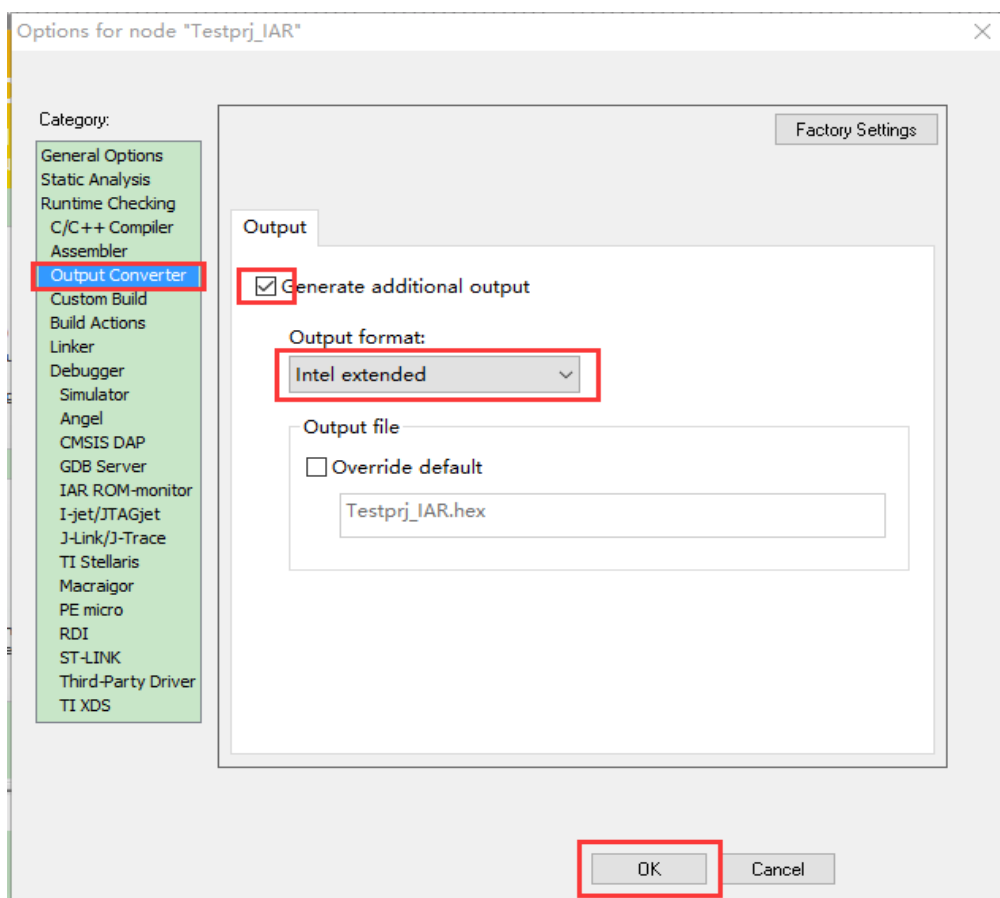 Options for node "Testprj_IAR"
Category:
Factory Settings
General Options
Static Analysis
Runtime Checking
C/C++ Compiler
Assembler
Output Converter
Custom Build
Build Actions
Linker
Debugger
Simulator
Angel
CMSIS DAP
GDB Server
IAR ROM-monitor
I-jet/JTAGjet
J-Link/J-Trace
TI Stellaris
Macraigor
PE micro
RDI
ST-LINK
Third-Party Driver
TI XDS
Output
Generate additional output
Output format:
Intel extended
Output file
Override default
Testprj_IAR.hex
OK
Cancel